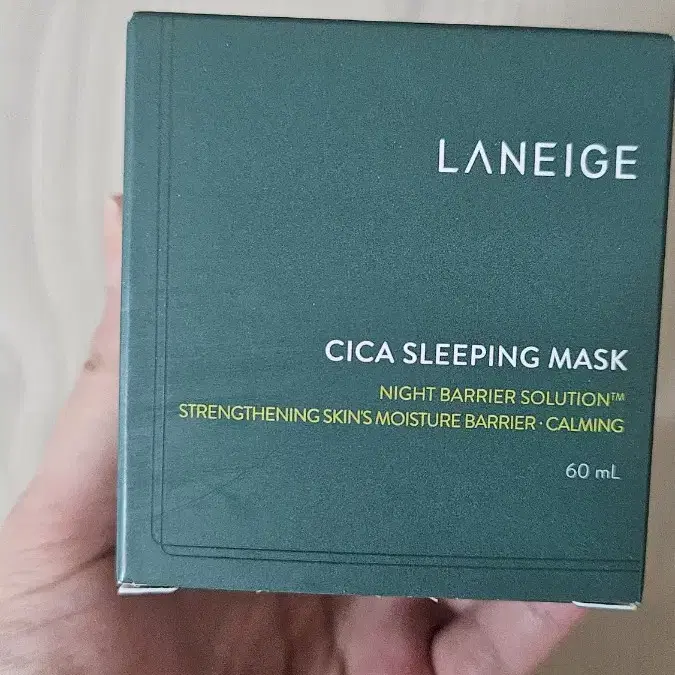 LANEIGE
CICA SLEEPING MASK
NIGHT BARRIER SOLUTION™
STRENGTHENING SKIN'S MOISTURE BARRIER · CALMING
60 mL